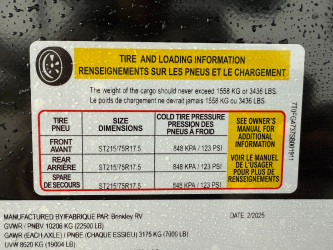 TIRE AND LOADING INFORMATION
RENSEIGNEMENTS SUR LES PNEUS ET LE CHARGEMENT
The weight of the cargo should never exceed 1558 KG or 3436 LBS.
Le poids de chargement ne devrait jamais 1558 KG ou 3436 LBS.
TIRE
PNEU
SIZE
DIMENSIONS
COLD TIRE PRESSURE
PRESSION DES
PNEUS A FROID
SEE OWNER'S
MANUAL FOR
ADDITIONAL
INFORMATION
VOIR LE MANUEL
DE L'USAGER
POUR PLUS DE
RENSEIGNEMENTS
FRONT
AVANT
ST215/75R17.5
848 KPA / 123 PSI
REAR
ARRIÈRE
ST215/75R17.5
848 KPA / 123 PSI
SPARE
DE SECOURS
ST215/75R17.5
848 KPA / 123 PSI
MANUFACTURED BY/FABRIQUE PAR: Brinkley RV
DATE: 2/2025
GVWR / PNBV 10206 KG (22500 LB)
GAWR (EACH AXLE) / PNBE (CHAQUE ESSIEU) 3175 KG (7000 LB)
UVW 8620 KG (19004 LB)